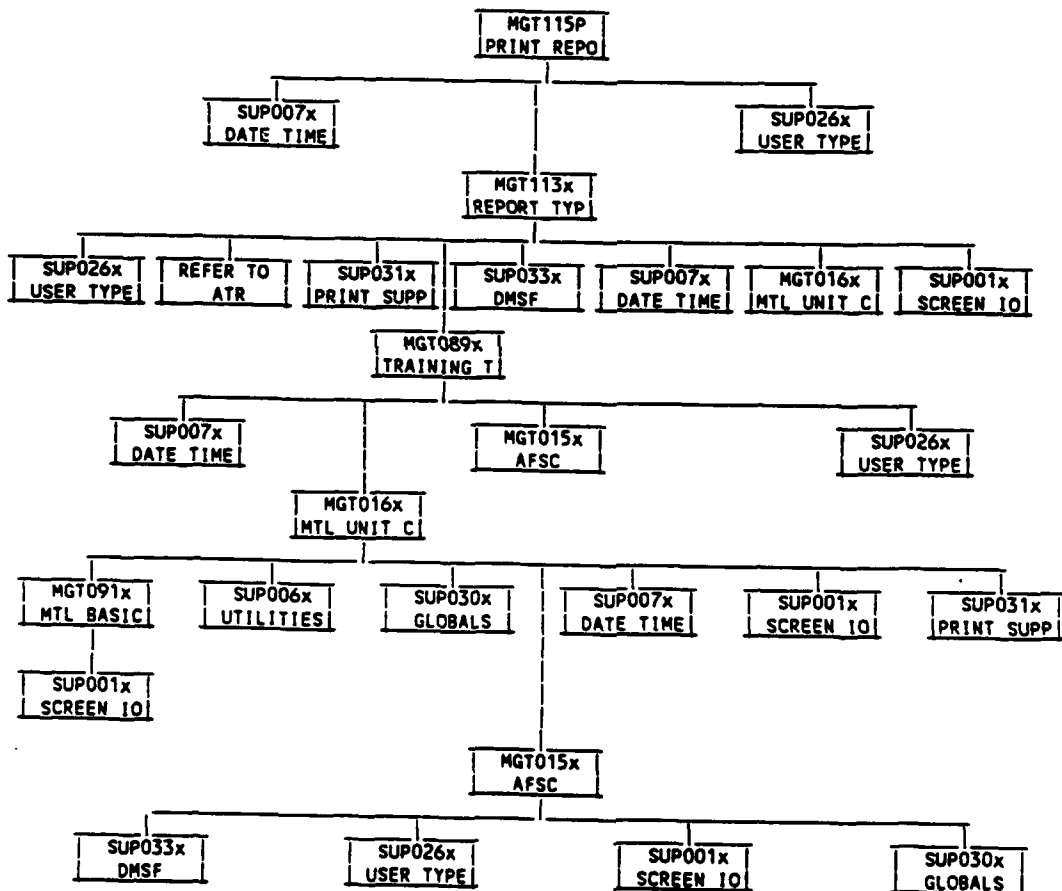 MGT115P
PRINT REPO
SUP007x
DATE TIME
SUP026x
USER TYPE
MGT113x
REPORT TYP
SUP026x
USER TYPE
REFER TO
ATR
SUP031x
PRINT SUPP
SUP033x
DMSF
SUP007x
DATE TIME
MGT016x
MTL UNIT C
SUP001x
SCREEN IO
MGT089x
TRAINING T
SUP007x
DATE TIME
MGT015x
AFSC
SUP026x
USER TYPE
MGT016x
MTL UNIT C
MGT091x
MTL BASIC
SUP006x
UTILITIES
SUP030x
GLOBALS
SUP007x
DATE TIME
SUP001x
SCREEN IO
SUP031x
PRINT SUPP
SUP001x
SCREEN IO
MGT015x
AFSC
SUP033x
DMSF
SUP026x
USER TYPE
SUP001x
SCREEN IO
SUP030x
GLOBALS